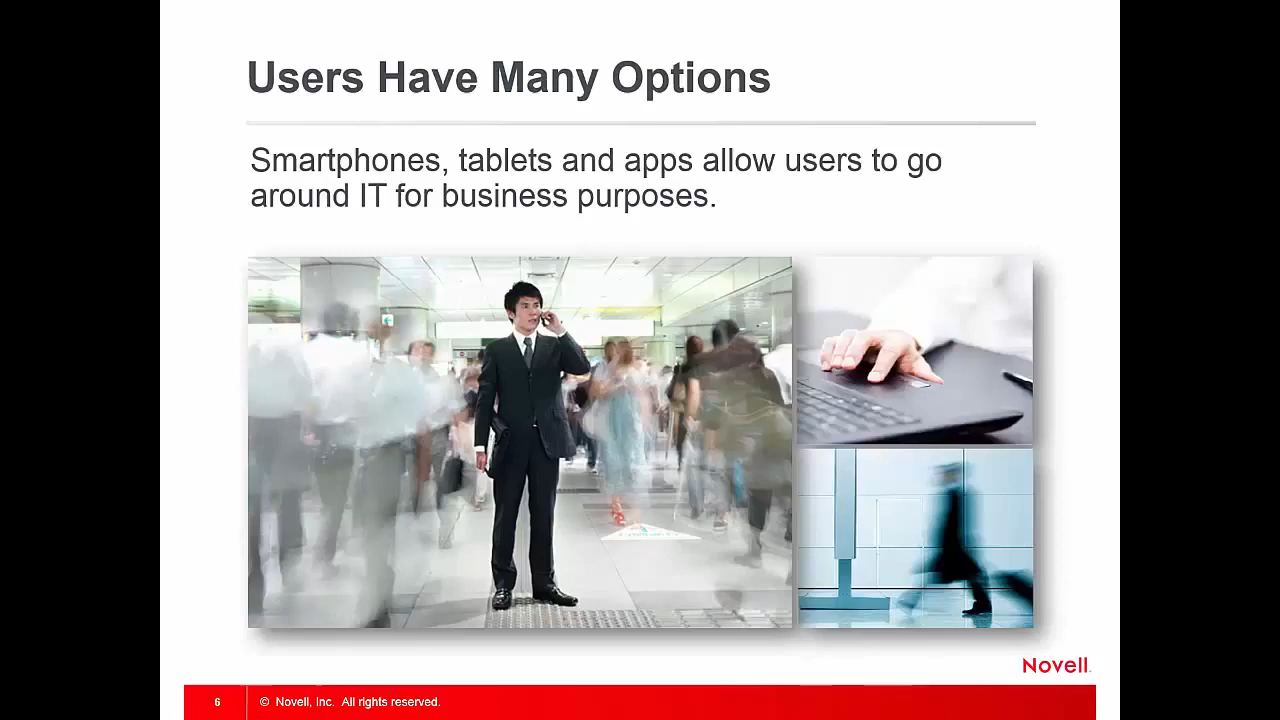 Users Have Many Options
Smartphones, tablets and apps allow users to go
around IT for business purposes.
Novell.
6
© Novell, Inc. All rights reserved.